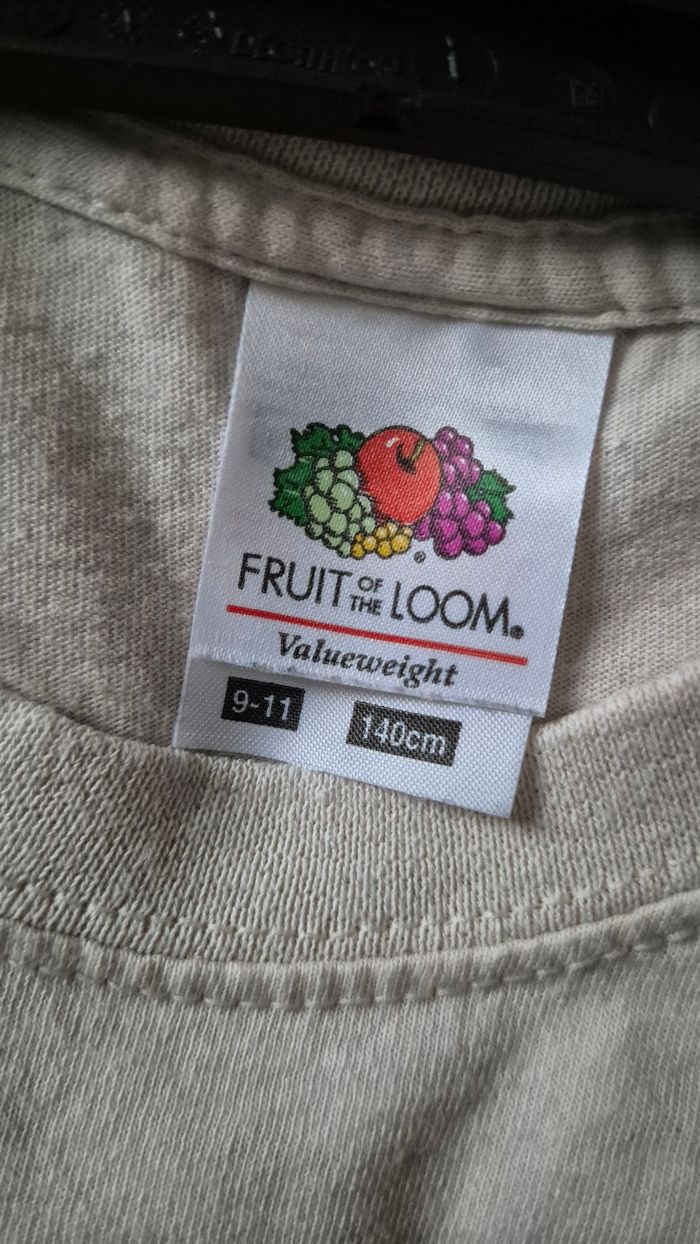 FRUIT OF THE LOOM®
Valueweight
9-11 140cm